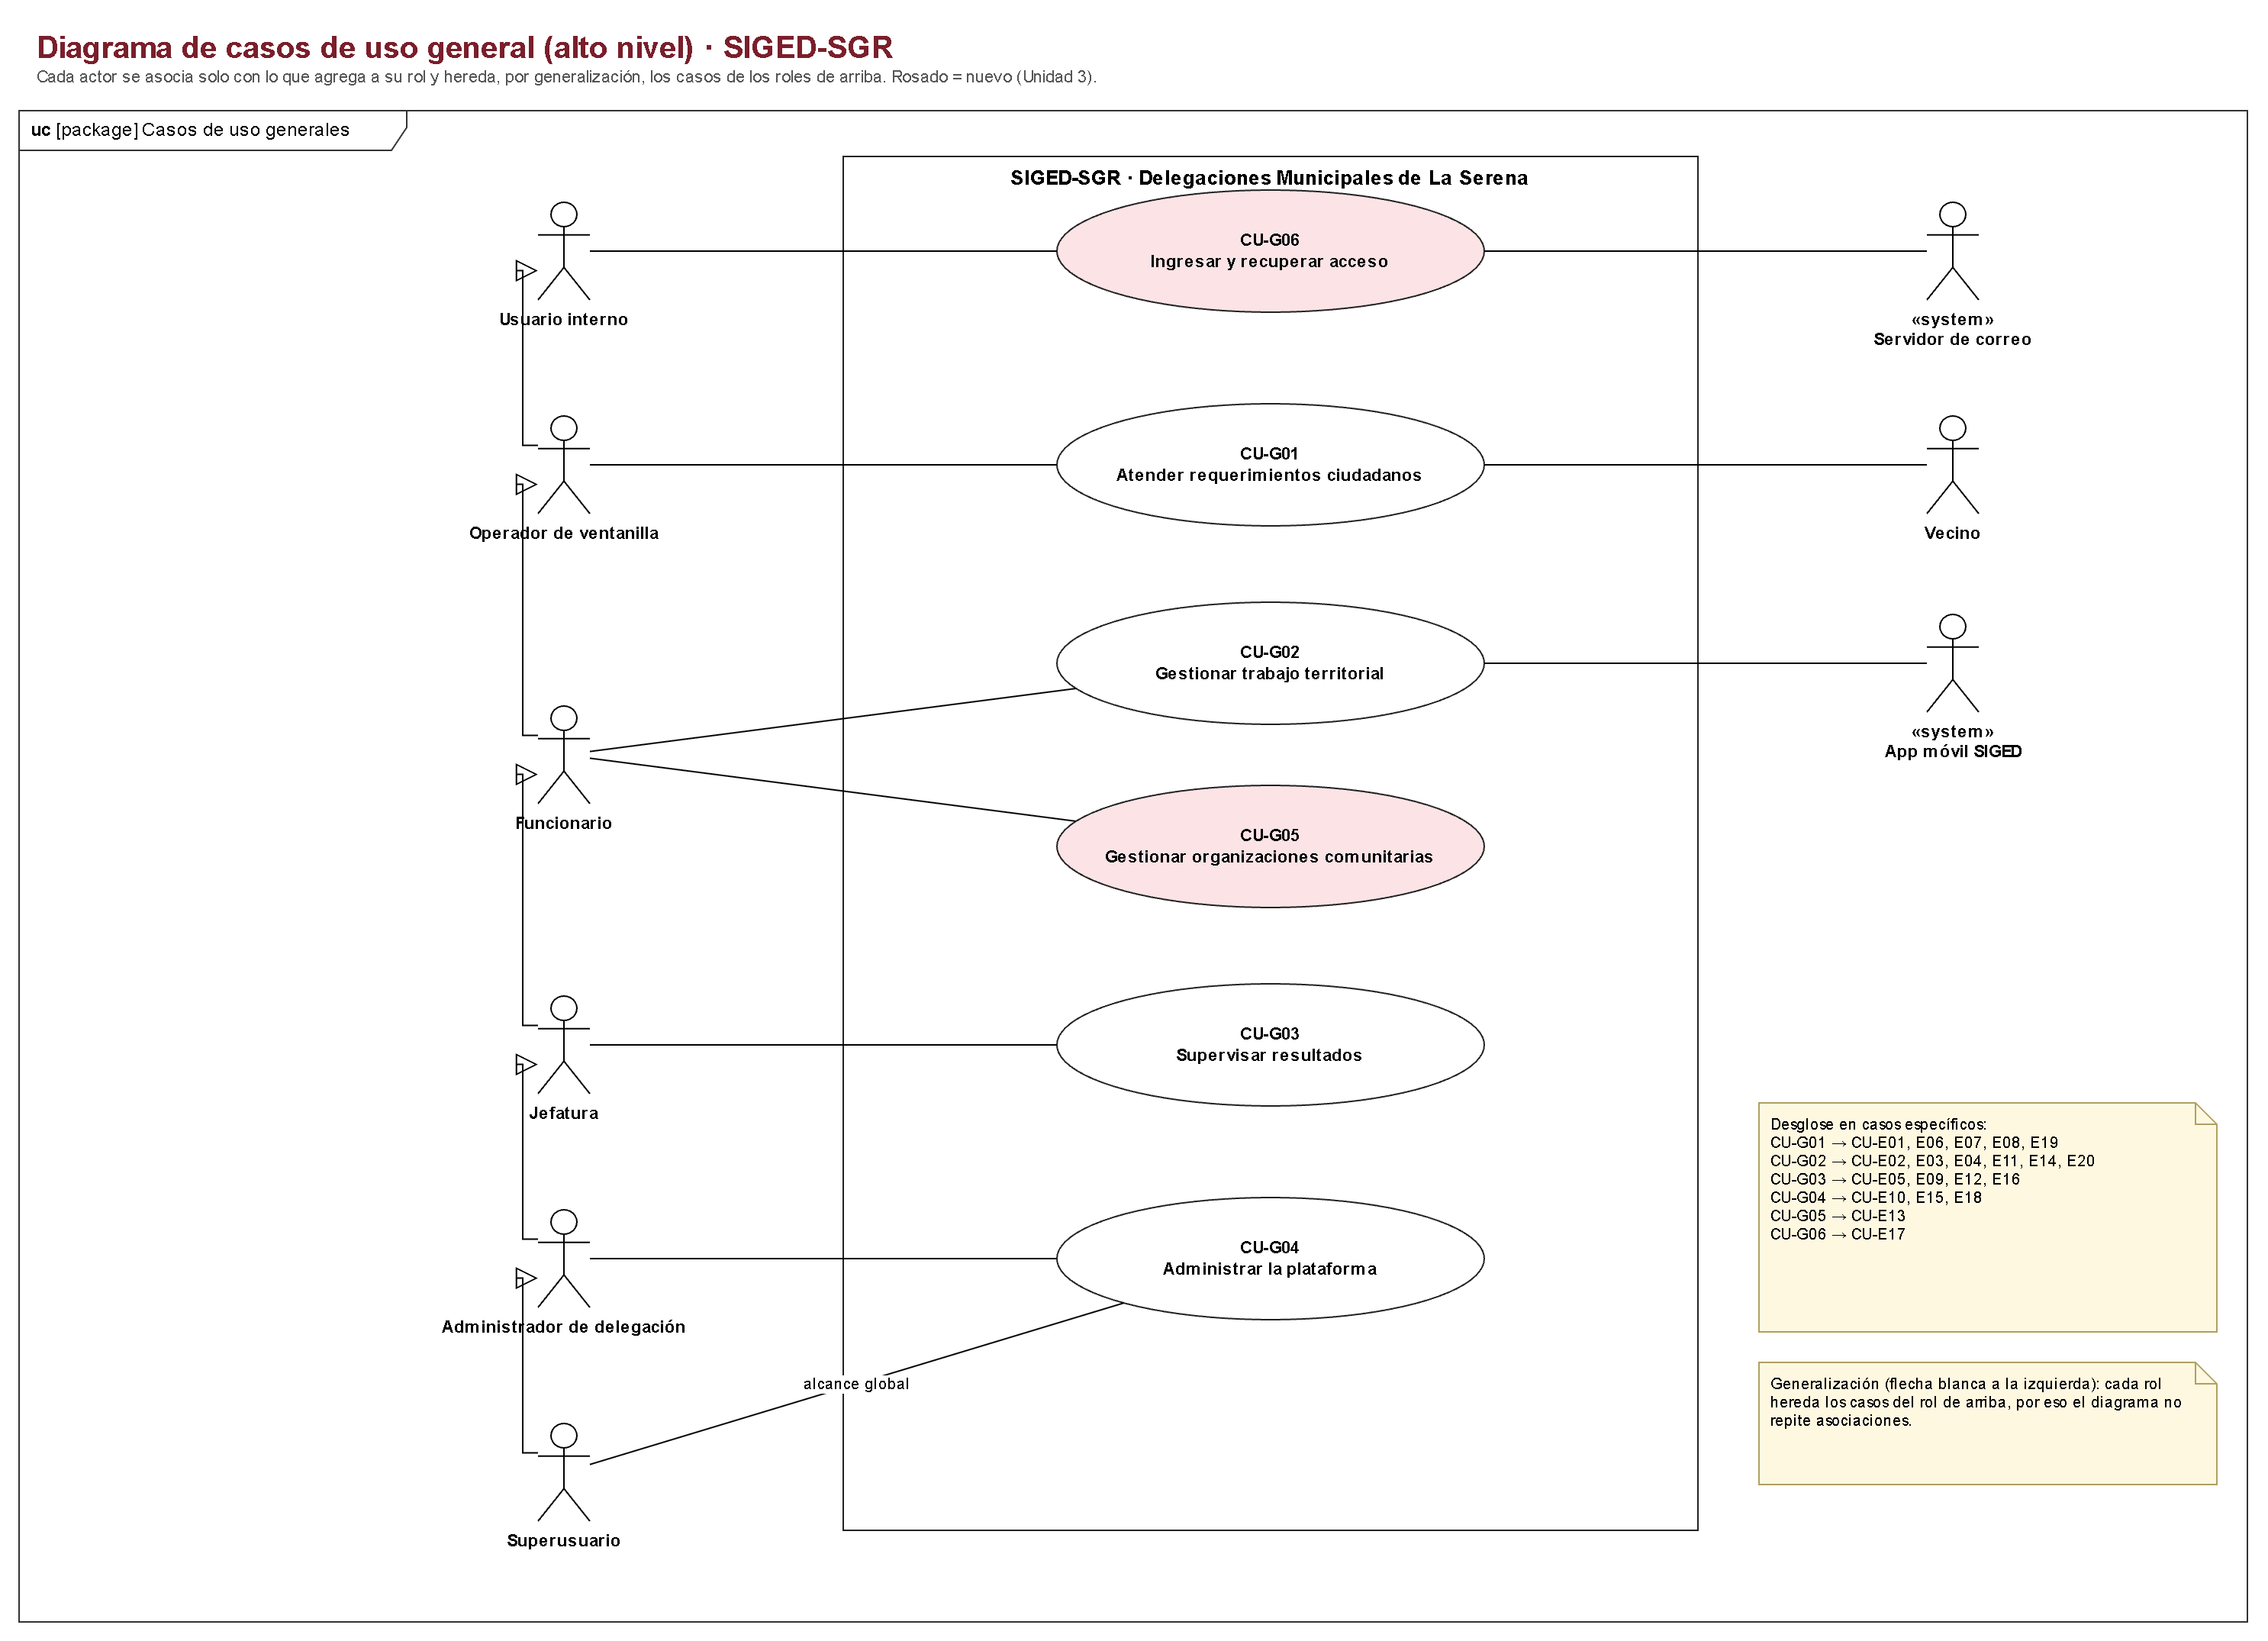 Diagrama de casos de uso general (alto nivel) · SIGED-SGR
Cada actor se asocia solo con lo que agrega a su rol y hereda, por generalización, los casos de los roles de arriba. Rosado = nuevo (Unidad 3).
uc [package] Casos de uso generales
SIGED-SGR · Delegaciones Municipales de La Serena
CU-G06
Ingresar y recuperar acceso
Usuario interno
«system»
Servidor de correo
CU-G01
Atender requerimientos ciudadanos
Operador de ventanilla
Vecino
CU-G02
Gestionar trabajo territorial
«system»
App móvil SIGED
Funcionario
CU-G05
Gestionar organizaciones comunitarias
CU-G03
Supervisar resultados
Jefatura
Desglose en casos específicos:
CU-G01 → CU-E01, E06, E07, E08, E19
CU-G02 → CU-E02, E03, E04, E11, E14, E20
CU-G03 → CU-E05, E09, E12, E16
CU-G04 → CU-E10, E15, E18
CU-G05 → CU-E13
CU-G06 → CU-E17
CU-G04
Administrar la plataforma
Administrador de delegación
alcance global
Generalización (flecha blanca a la izquierda): cada rol
hereda los casos del rol de arriba, por eso el diagrama no
repite asociaciones.
Superusuario